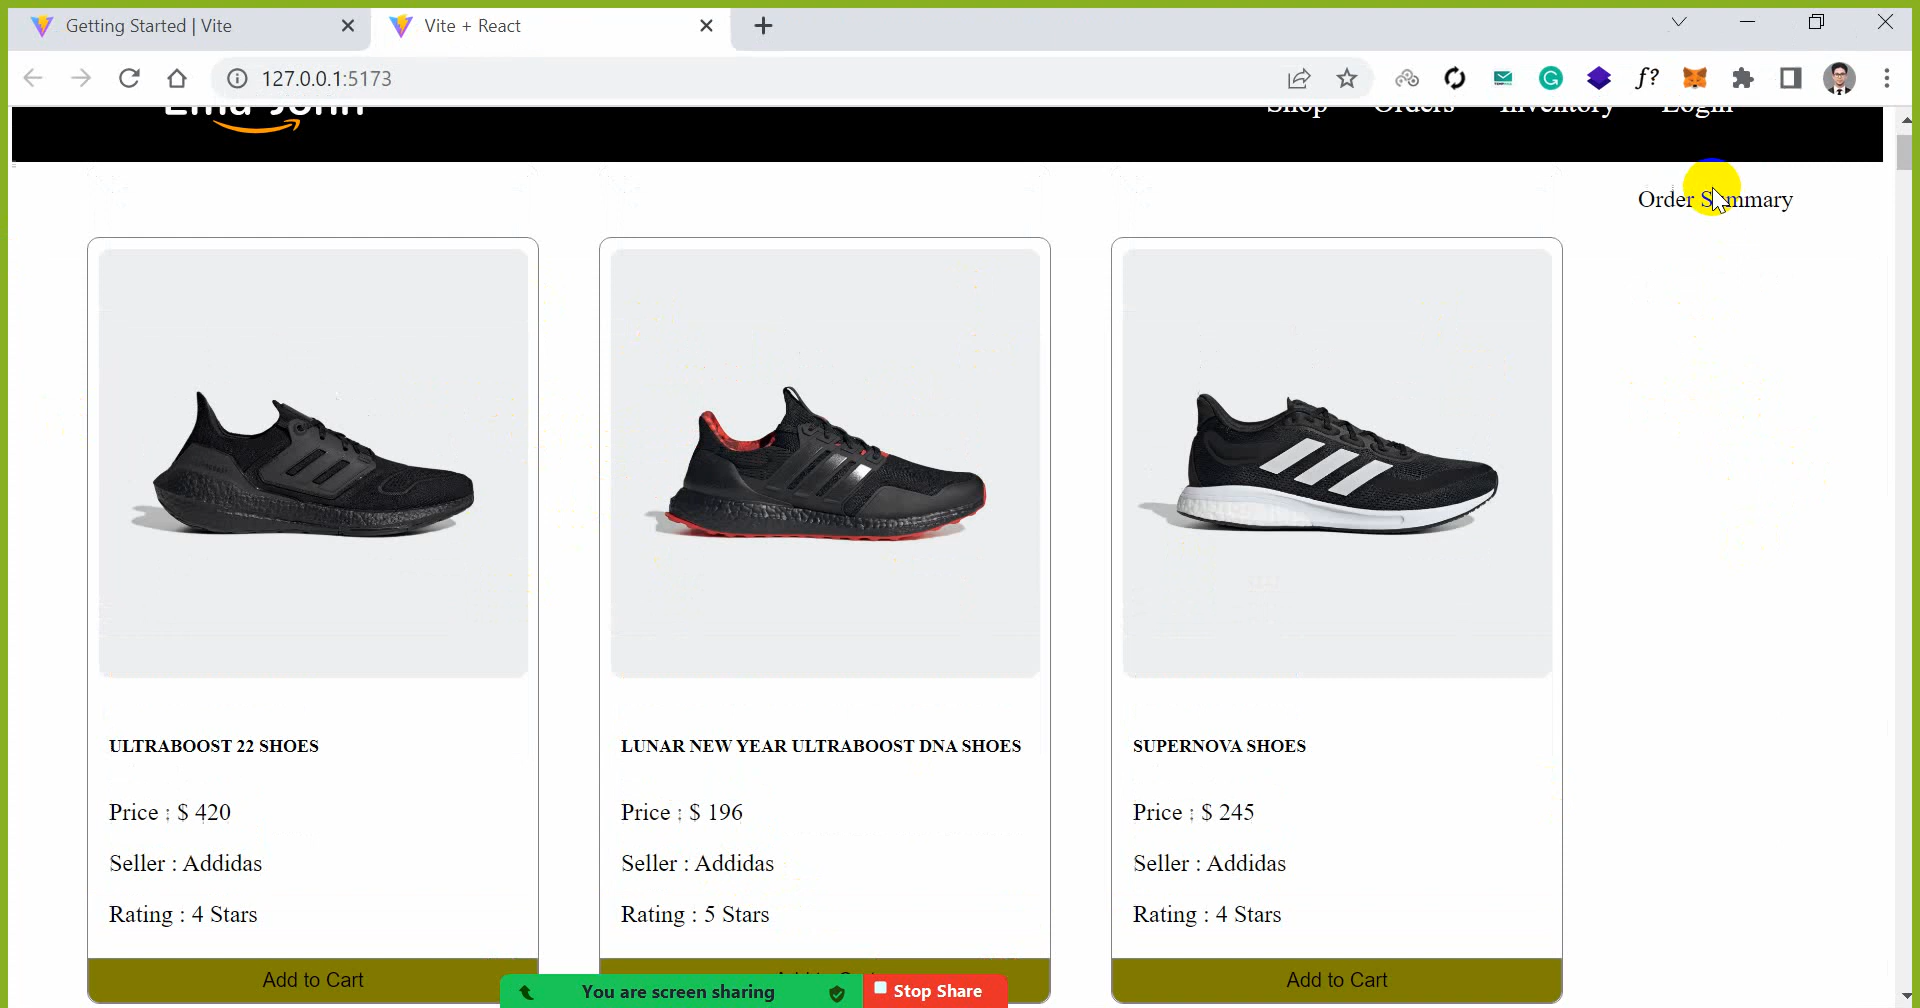 Getting Started | Vite
Vite + React
127.0.0.1:5173
Ema-John
Shop Orders Inventory Login
Order Summary
ULTRABOOST 22 SHOES
Price : $ 420
Seller : Addidas
Rating : 4 Stars
Add to Cart
LUNAR NEW YEAR ULTRABOOST DNA SHOES
Price : $ 196
Seller : Addidas
Rating : 5 Stars
SUPERNOVA SHOES
Price : $ 245
Seller : Addidas
Rating : 4 Stars
Add to Cart
You are screen sharing
Stop Share